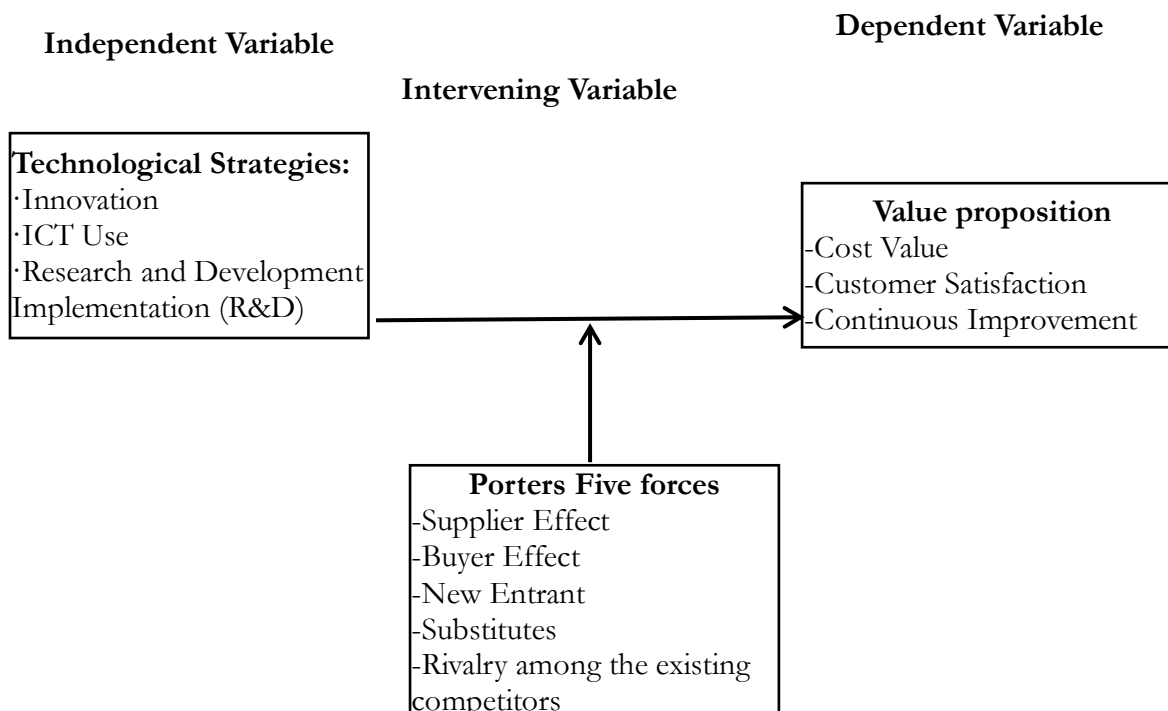 Independent Variable
Dependent Variable
Intervening Variable
Technological Strategies:
·Innovation
·ICT Use
·Research and Development
Implementation (R&D)
Value proposition
-Cost Value
-Customer Satisfaction
-Continuous Improvement
Porters Five forces
-Supplier Effect
-Buyer Effect
-New Entrant
-Substitutes
-Rivalry among the existing
competitors